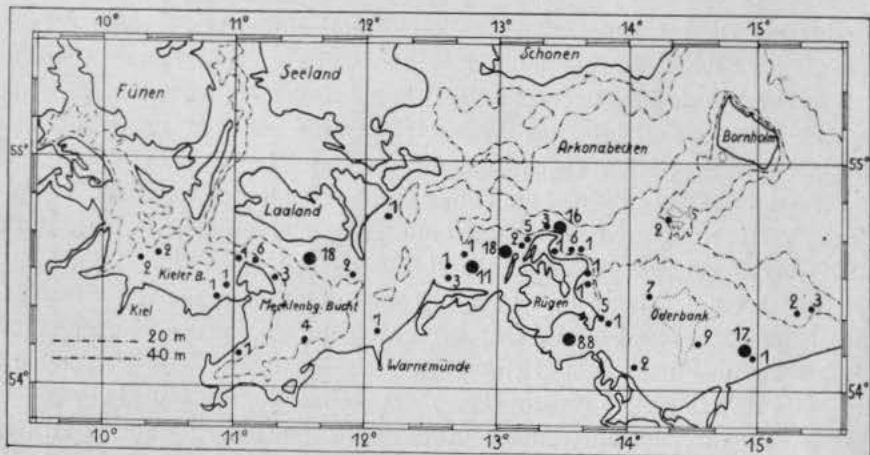 10° 11° 12° 13° 14° 15°
Schonen
Seeland
Fünen
55° Arkonabecken Bornholm 55°
Laaland
1
3 16
5
2
2 2 4 6 18 2 1 18 6 1 2
11
Kieler B. 3 3 1
1 1 1 7
Kiel Mecklenbg. Bucht Rügen Oderbank 2 3
5 1
20 m 4 1 88 9 17
40 m 1 1
Warnemünde 2
54° 54°
10° 11° 12° 13° 14° 15°